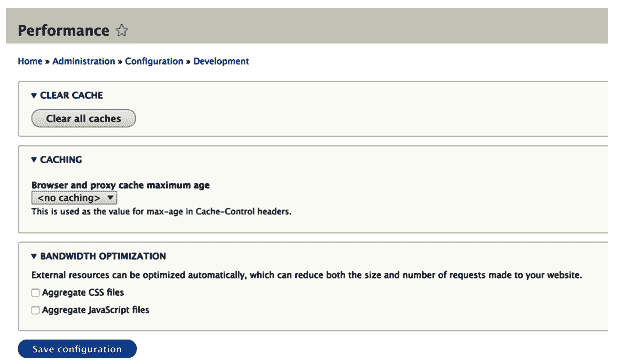 Performance
Home » Administration » Configuration » Development
CLEAR CACHE
Clear all caches
CACHING
Browser and proxy cache maximum age
<no caching>
This is used as the value for max-age in Cache-Control headers.
BANDWIDTH OPTIMIZATION
External resources can be optimized automatically, which can reduce both the size and number of requests made to your website.
Aggregate CSS files
Aggregate JavaScript files
Save configuration